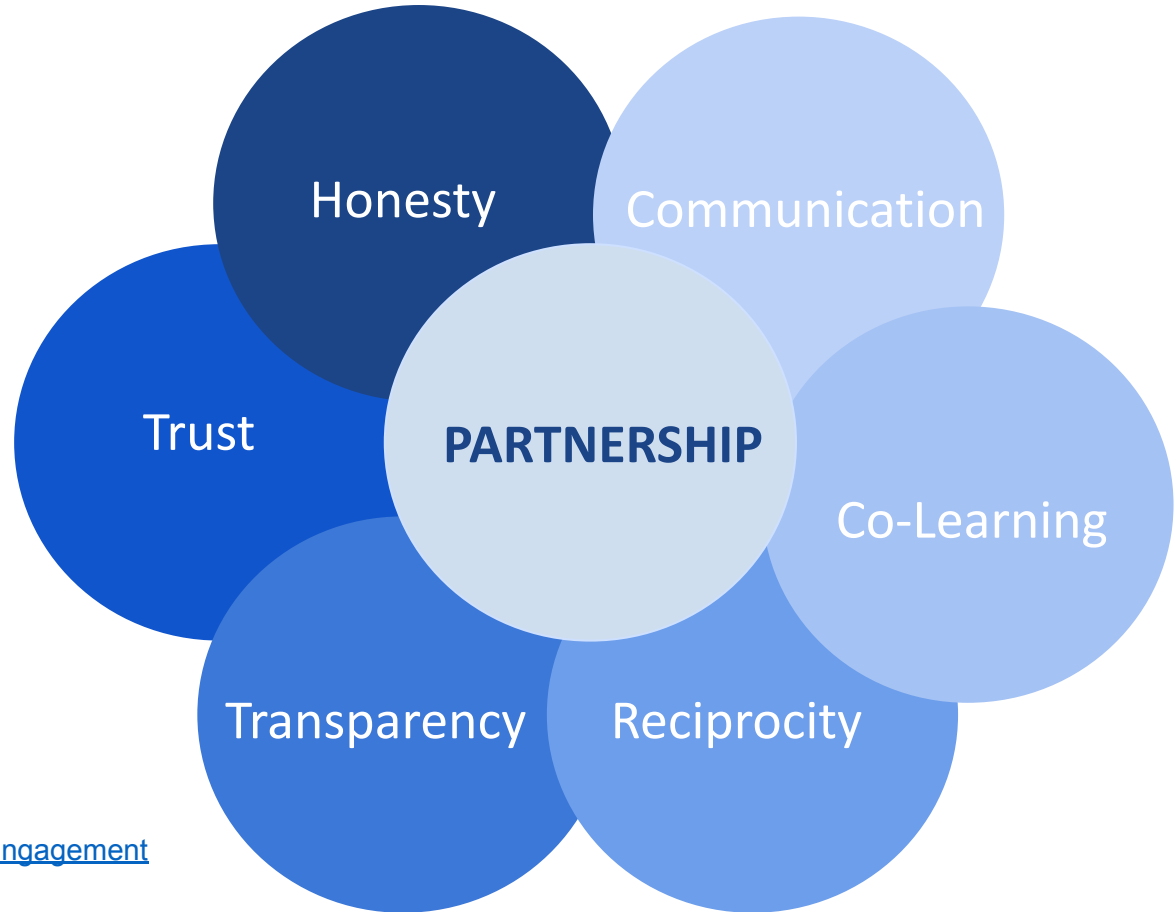 Honesty
Communication
Trust
PARTNERSHIP
Co-Learning
Transparency
Reciprocity
ngagement